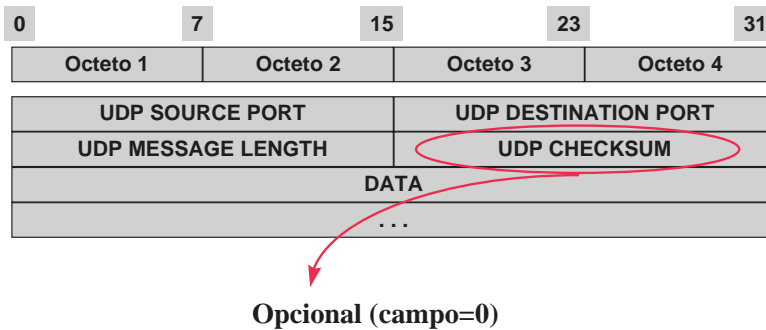 0 7 15 23 31
Octeto 1 Octeto 2 Octeto 3 Octeto 4
UDP SOURCE PORT UDP DESTINATION PORT
UDP MESSAGE LENGTH UDP CHECKSUM
DATA
. . .
Opcional (campo=0)